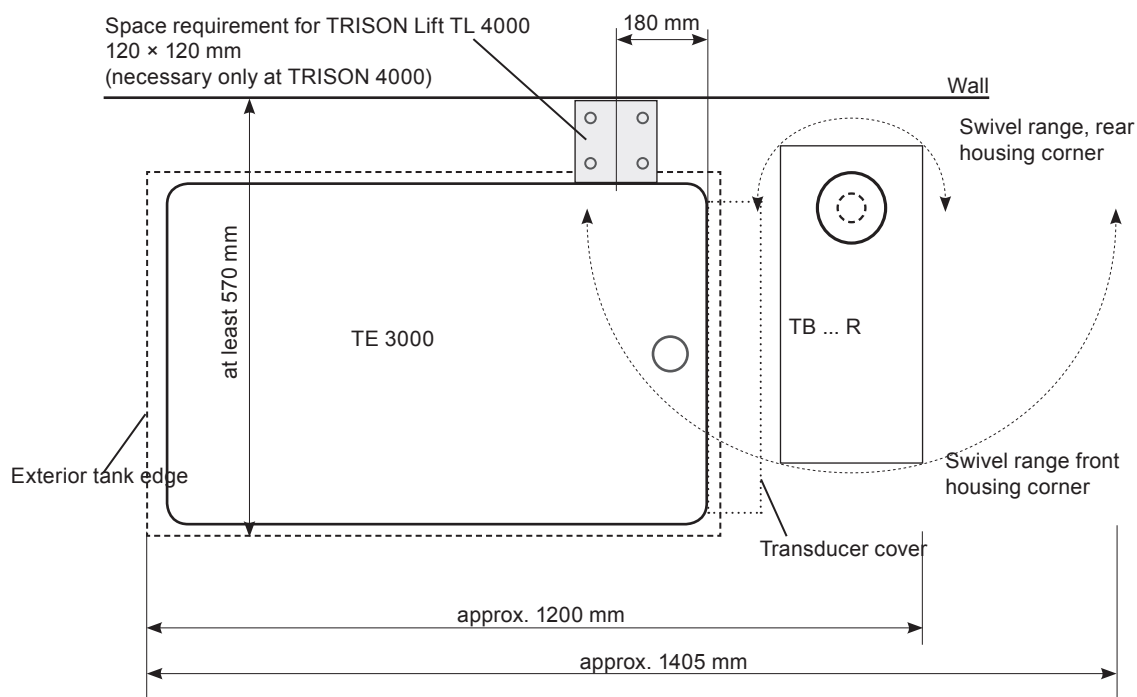 Space requirement for TRISON Lift TL 4000
120 × 120 mm
(necessary only at TRISON 4000)
180 mm
Wall
Swivel range, rear
housing corner
at least 570 mm
TE 3000
TB ... R
Exterior tank edge
Swivel range front
housing corner
Transducer cover
approx. 1200 mm
approx. 1405 mm